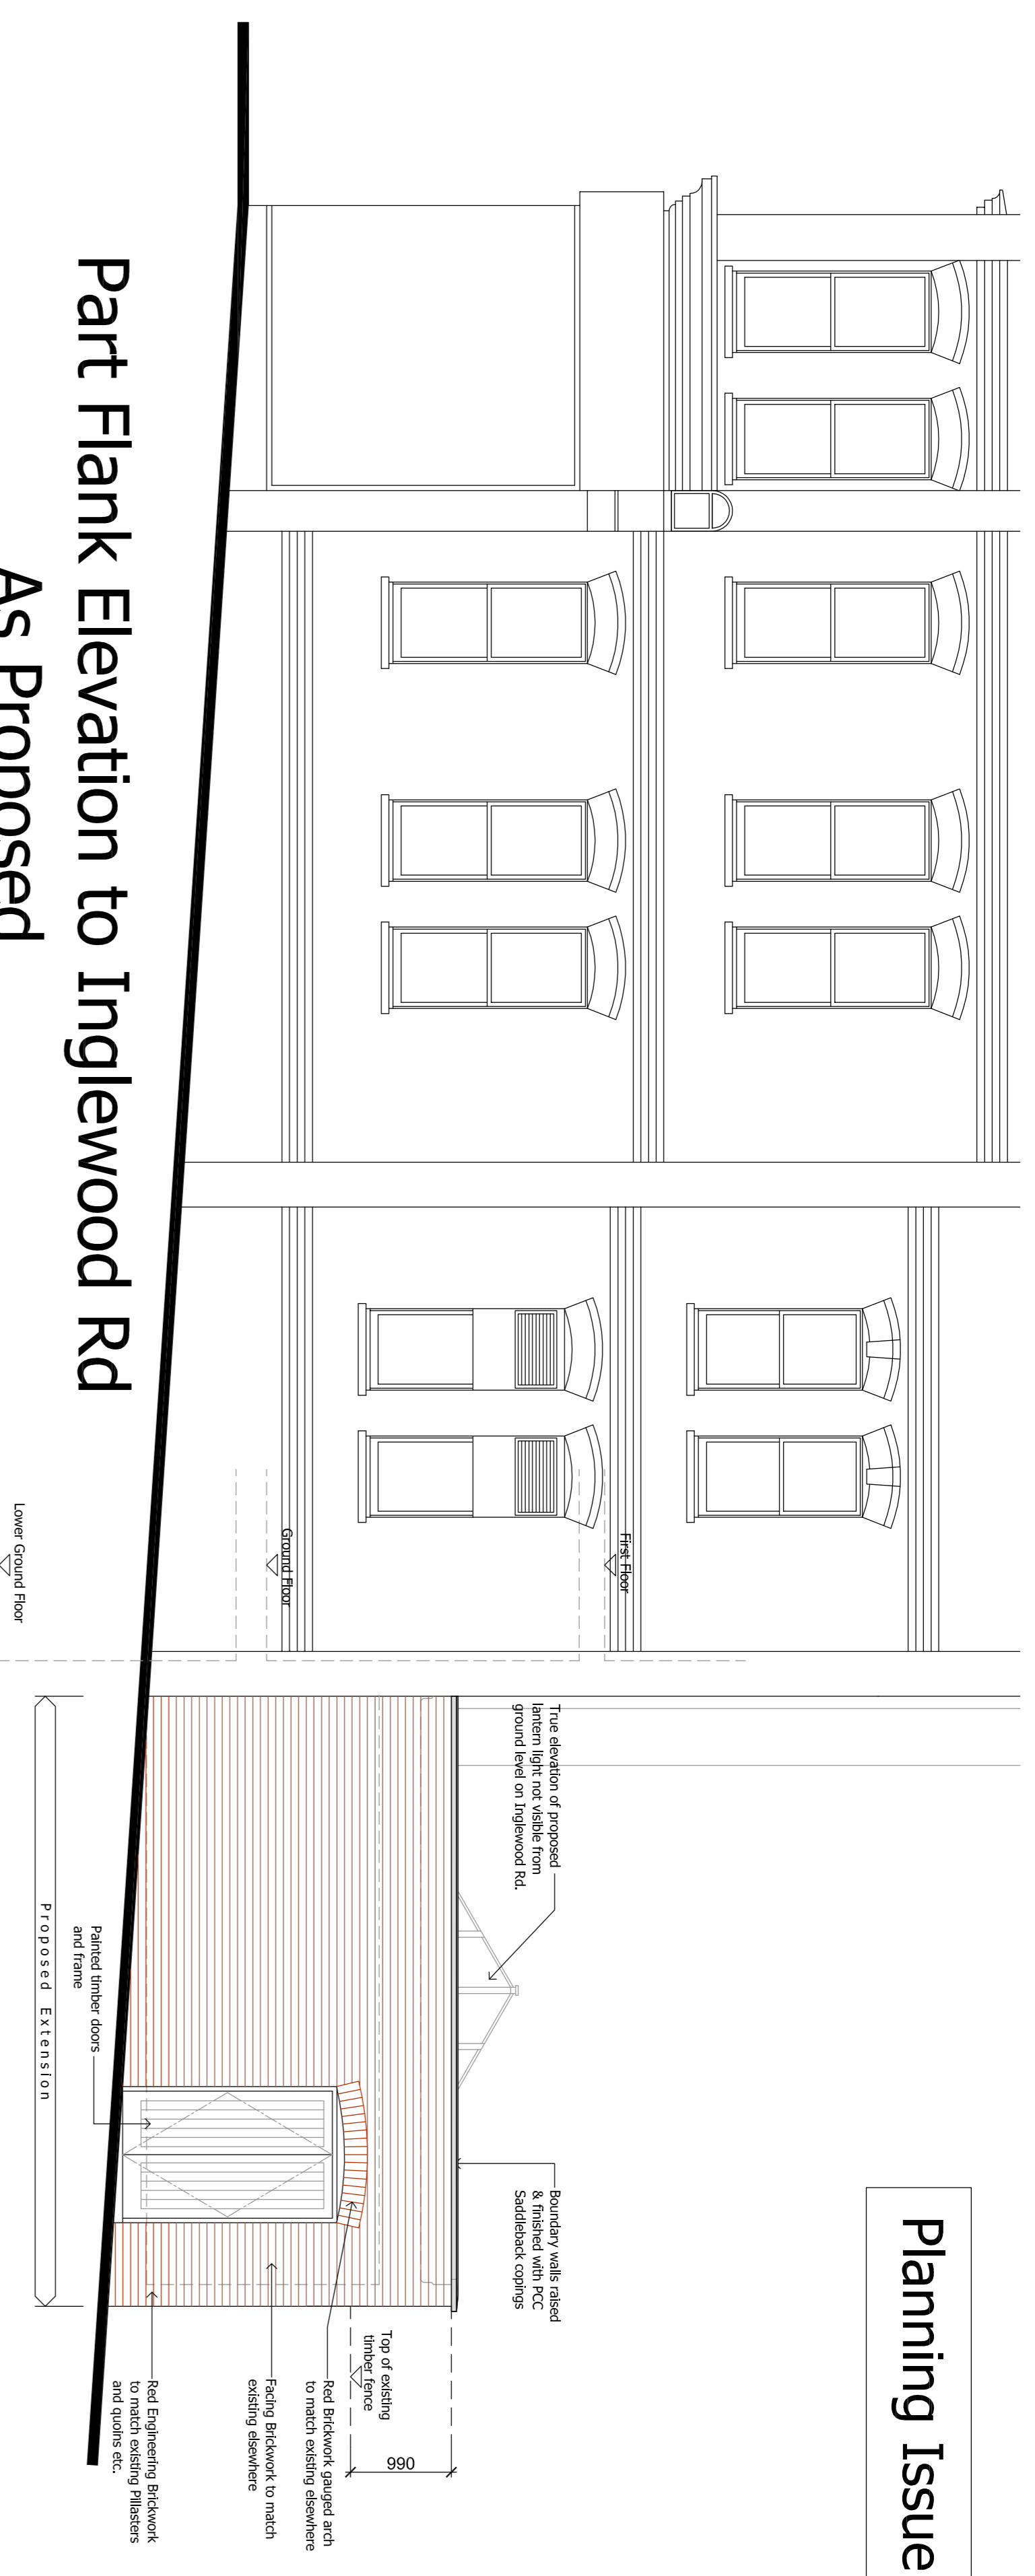 Planning Issue
First Floor
Ground Floor
Lower Ground Floor
True elevation of proposed
lantern light not visible from
ground level on Inglewood Rd.
Boundary walls raised
& finished with PCC
Saddleback copings
Top of existing
timber fence
990
Red Brickwork gauged arch
to match existing elsewhere
Facing Brickwork to match
existing elsewhere
Red Engineering Brickwork
to match existing Pillasters
and quoins etc.
Painted timber doors
and frame
Proposed Extension
Part Flank Elevation to Inglewood Rd
As Proposed